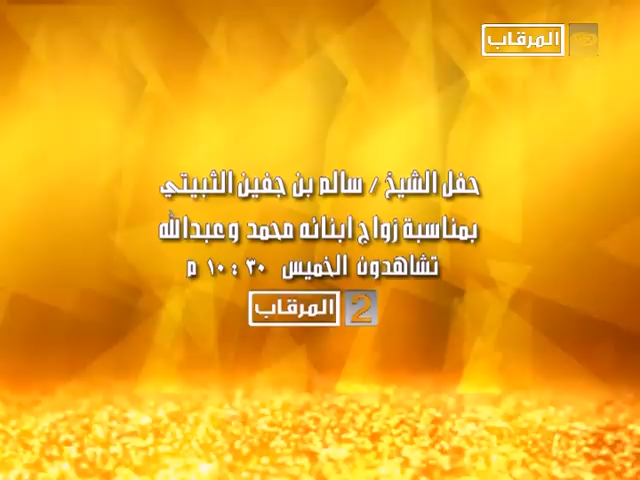 المرقاب
حفل الشيخ / سالم بن جفين الثبيتي
بمناسبة زواج ابنائه محمد وعبدالله
تشاهدون الخميس ١٠:٣٠ م
المرقاب 2